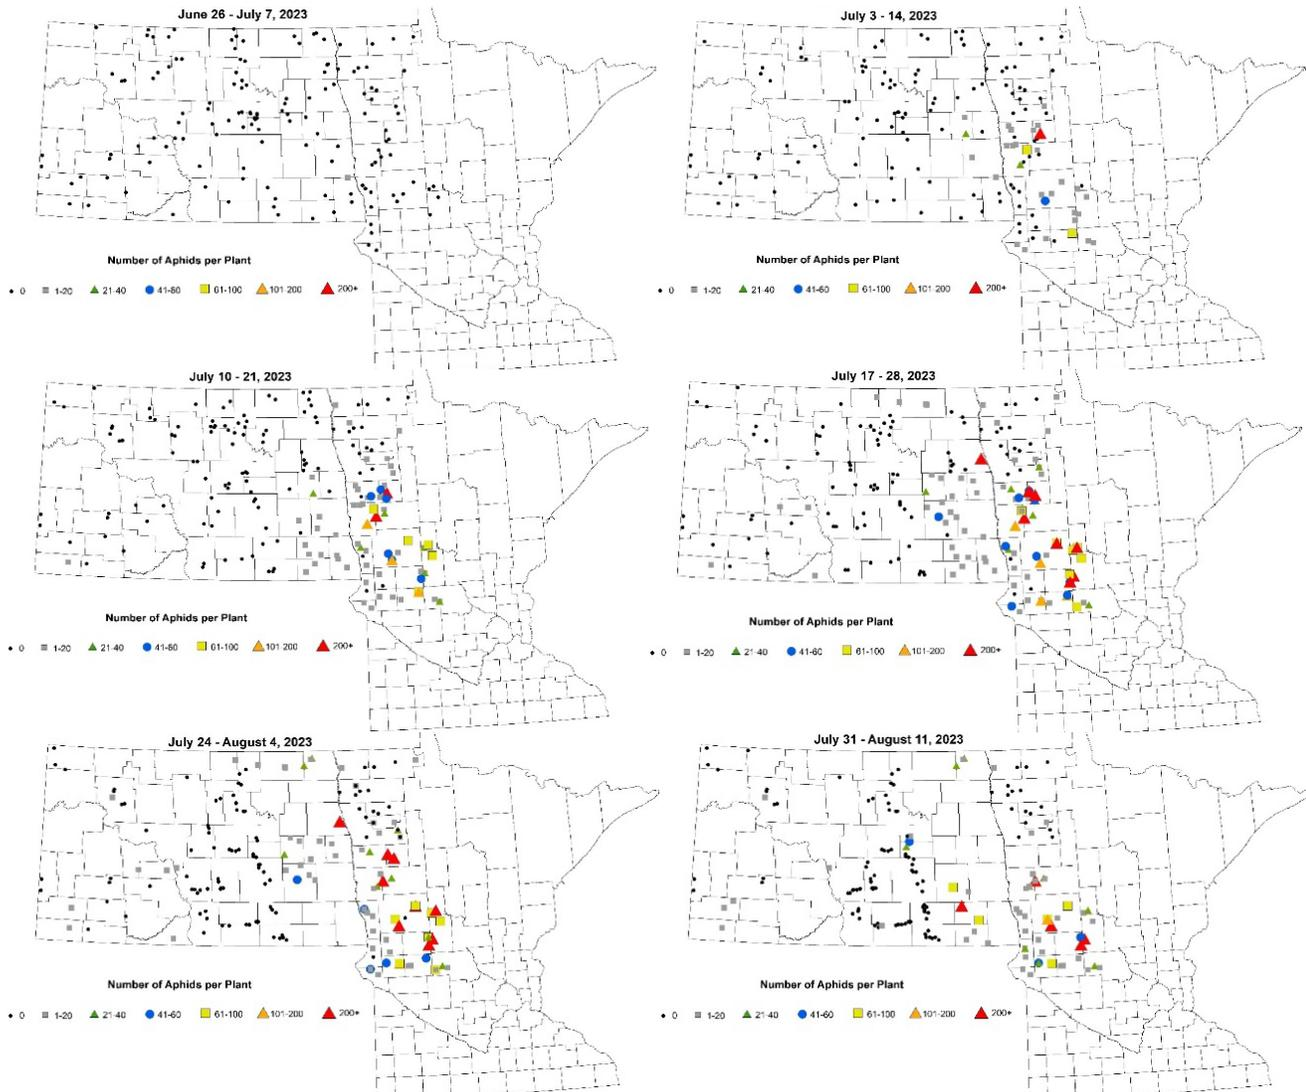 June 26 - July 7, 2023
Number of Aphids per Plant
0 1-20 21-40 41-60 61-100 101-200 200+
July 3 - 14, 2023
Number of Aphids per Plant
0 1-20 21-40 41-60 61-100 101-200 200+
July 10 - 21, 2023
Number of Aphids per Plant
0 1-20 21-40 41-60 61-100 101-200 200+
July 17 - 28, 2023
Number of Aphids per Plant
0 1-20 21-40 41-60 61-100 101-200 200+
July 24 - August 4, 2023
Number of Aphids per Plant
0 1-20 21-40 41-60 61-100 101-200 200+
July 31 - August 11, 2023
Number of Aphids per Plant
0 1-20 21-40 41-60 61-100 101-200 200+